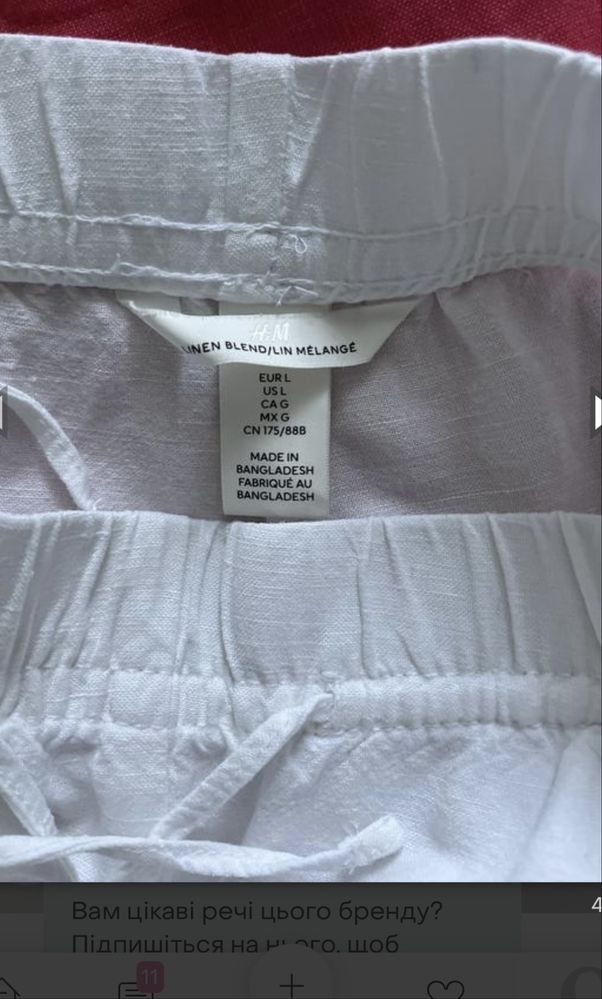 H&M
LINEN BLEND/LIN MÉLANGÉ
EUR L
US L
CA G
MX G
CN 175/88B
MADE IN
BANGLADESH
FABRIQUÉ AU
BANGLADESH
4
Вам цікаві речі цього бренду?
Підпишіться на нього, щоб
11